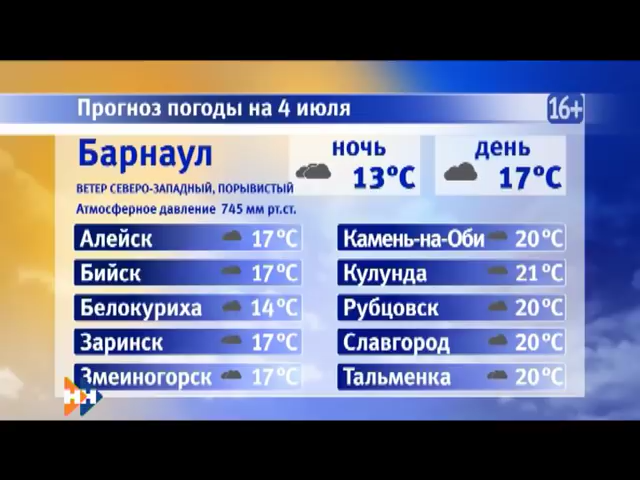 Прогноз погоды на 4 июля 16+
Барнаул
ВЕТЕР СЕВЕРО-ЗАПАДНЫЙ, ПОРЫВИСТЫЙ
Атмосферное давление 745 мм рт.ст.
ночь
13°C
день
17°C
Алейск 17°C
Бийск 17°C
Белокуриха 14°C
Заринск 17°C
Змеиногорск 17°C
Камень-на-Оби 20°C
Кулунда 21°C
Рубцовск 20°C
Славгород 20°C
Тальменка 20°C
НН